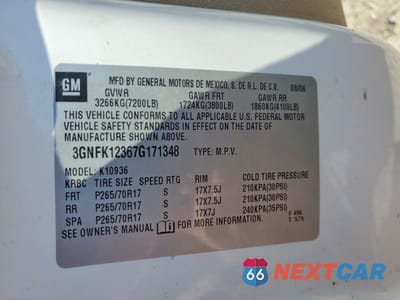 GM
MFD BY GENERAL MOTORS DE MEXICO, S. DE R.L. DE C.V. 08/06
GVWR GAWR FRT GAWR RR
3266KG(7200LB) 1724KG(3800LB) 1860KG(4100LB)
THIS VEHICLE CONFORMS TO ALL APPLICABLE U.S. FEDERAL MOTOR
VEHICLE SAFETY STANDARDS IN EFFECT ON THE DATE OF
MANUFACTURE SHOWN ABOVE.
3GNFK12367G171348 TYPE: M.P.V.
MODEL: K10936
KRBC TIRE SIZE SPEED RTG RIM COLD TIRE PRESSURE
FRT P265/70R17 S 17X7.5J 210KPA(30PSI)
RR P265/70R17 S 17X7.5J 210KPA(30PSI)
SPA P265/70R17 S 17X7J 240KPA(35PSI)
SEE OWNER'S MANUAL FOR MORE INFORMATION.
66 NEXTCAR